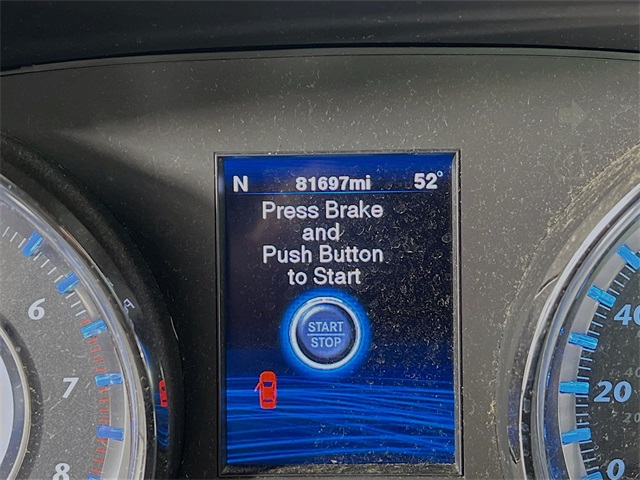 N 81697mi 52°
Press Brake
and
Push Button
to Start
START
STOP
6
7
8
40
20
0